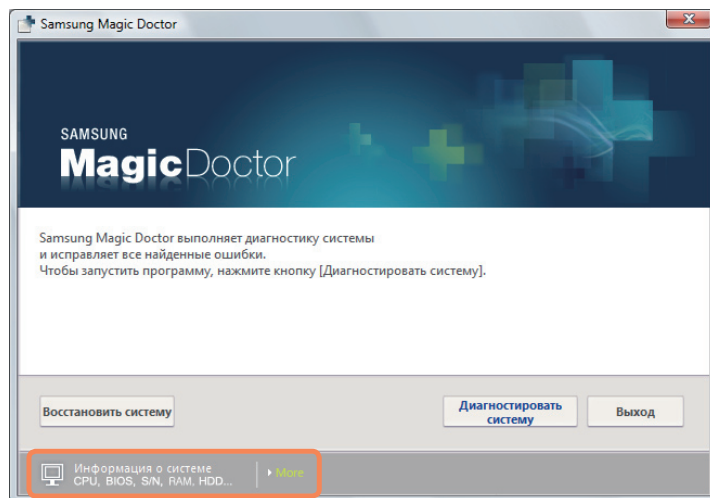 Samsung Magic Doctor
SAMSUNG
MagicDoctor
Samsung Magic Doctor выполняет диагностику системы
и исправляет все найденные ошибки.
Чтобы запустить программу, нажмите кнопку [Диагностировать систему].
Восстановить систему
Диагностировать
систему
Выход
Информация о системе
CPU, BIOS, S/N, RAM, HDD...
More